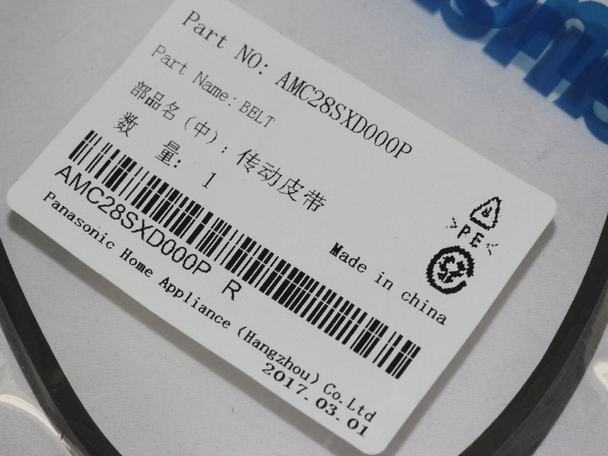 Part NO: AMC28SXD000P
Part Name: BELT
部品名(中): 传动皮带
数 量: 1
AMC28SXD000P R
Made in china
>PE<
Panasonic Home Appliance (Hangzhou) Co.Ltd
2017.03.01